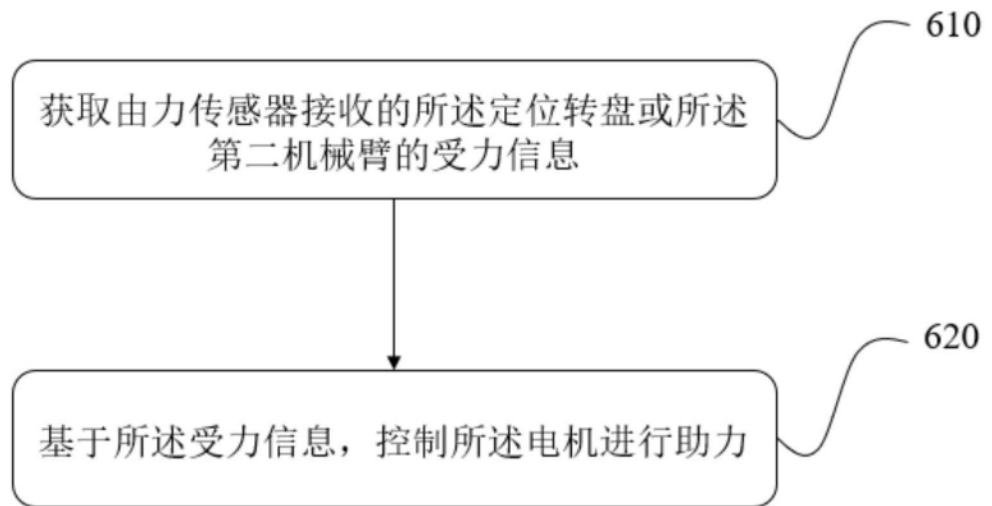 610
获取由力传感器接收的所述定位转盘或所述
第二机械臂的受力信息
620
基于所述受力信息，控制所述电机进行助力